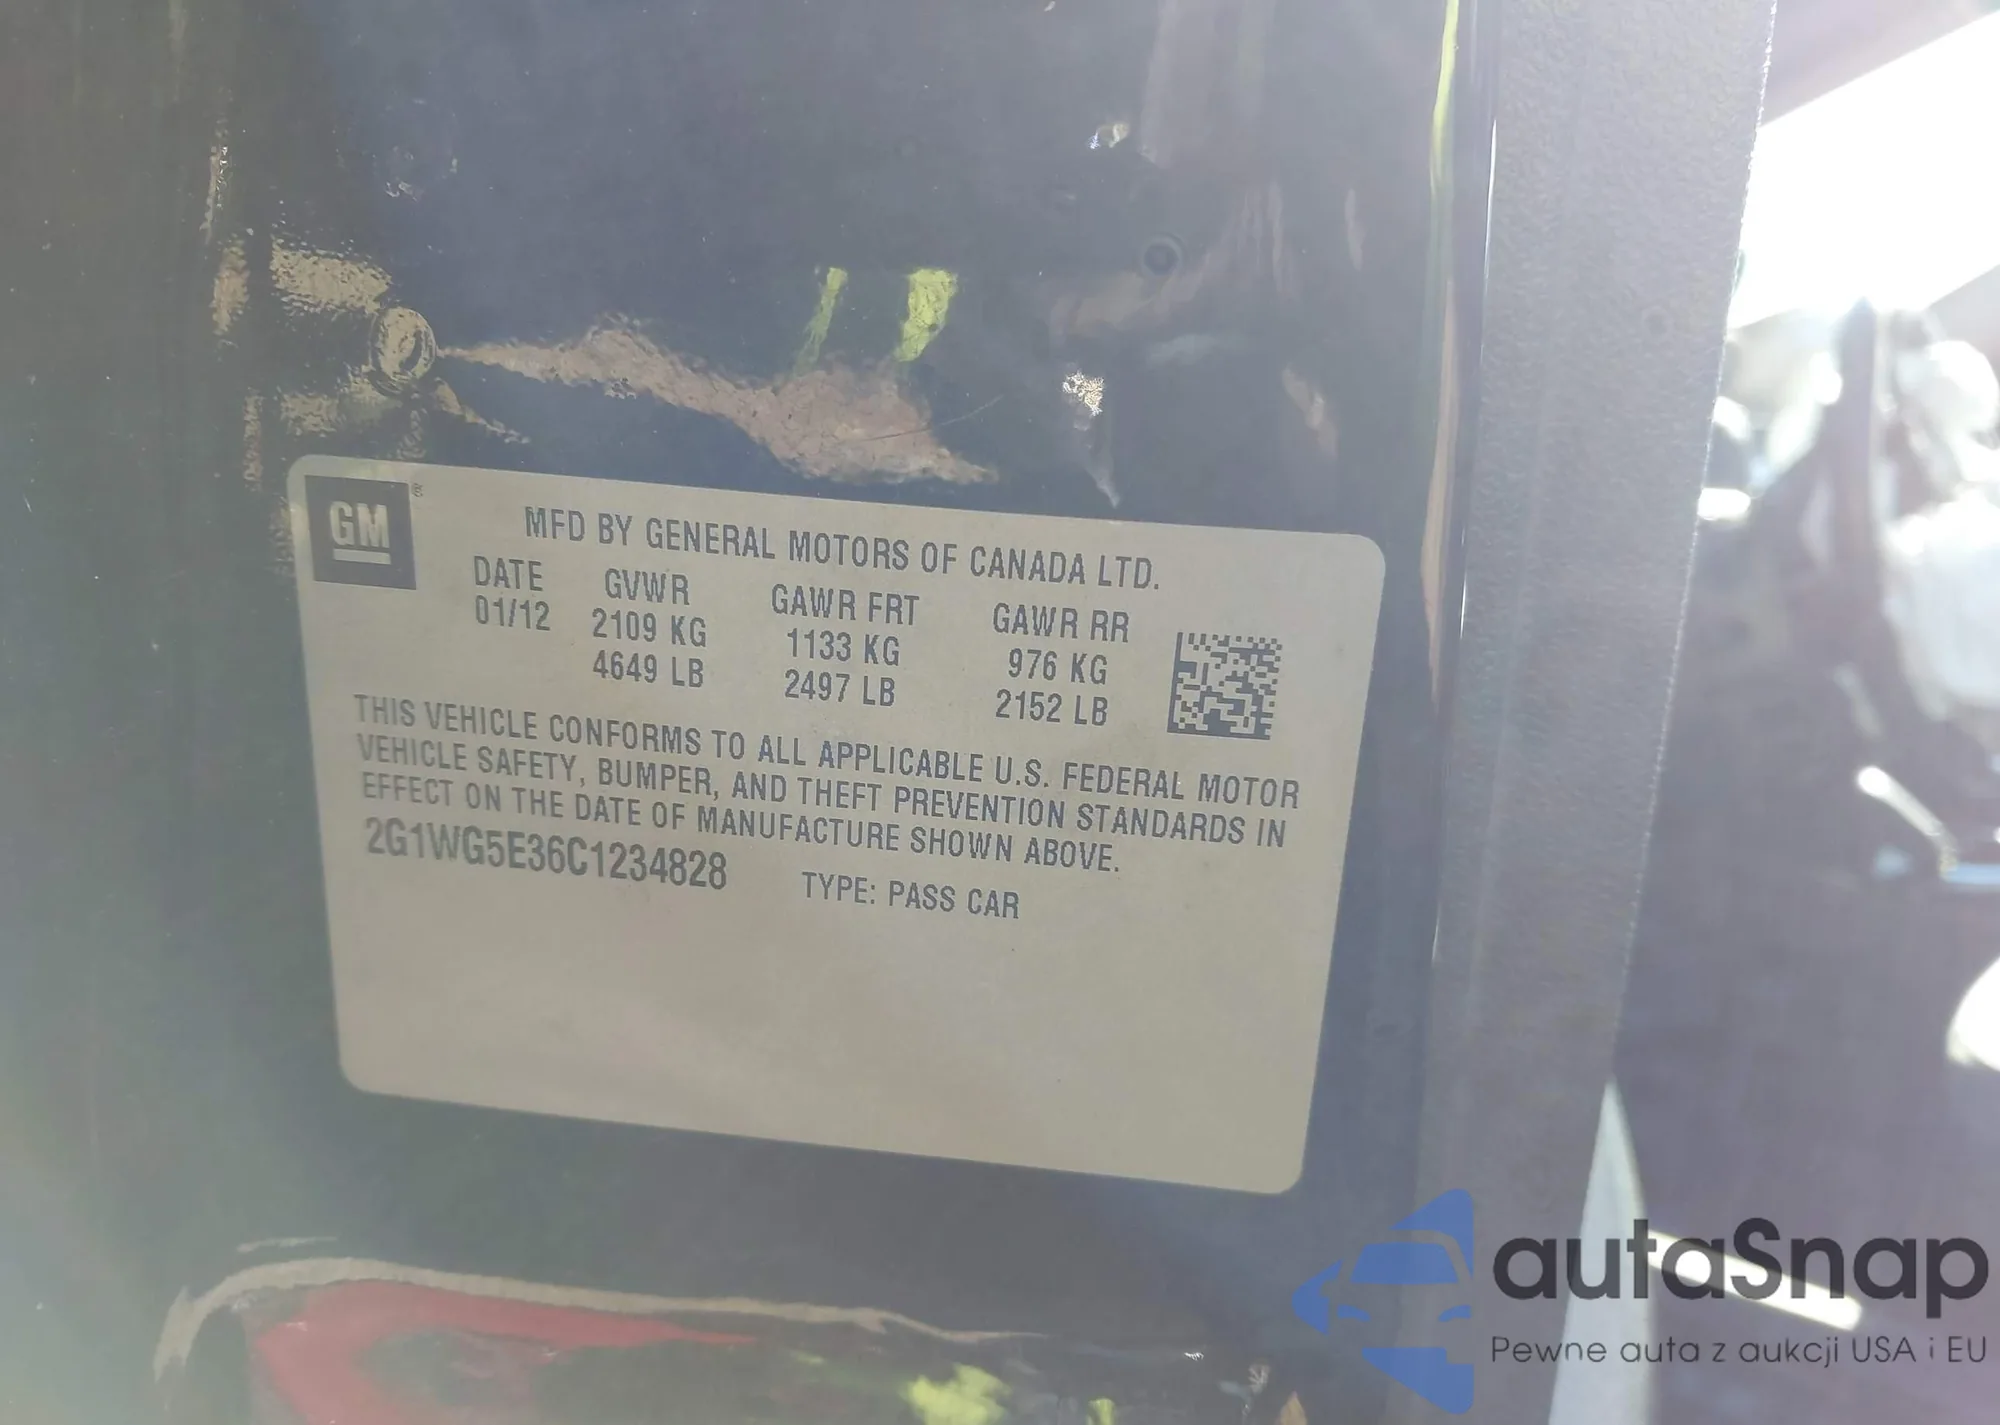 GM ®
MFD BY GENERAL MOTORS OF CANADA LTD.
DATE GVWR GAWR FRT GAWR RR
01/12 2109 KG 1133 KG 976 KG
4649 LB 2497 LB 2152 LB
THIS VEHICLE CONFORMS TO ALL APPLICABLE U.S. FEDERAL MOTOR
VEHICLE SAFETY, BUMPER, AND THEFT PREVENTION STANDARDS IN
EFFECT ON THE DATE OF MANUFACTURE SHOWN ABOVE.
2G1WG5E36C1234828 TYPE: PASS CAR
autaSnap
Pewne auta z aukcji USA i EU